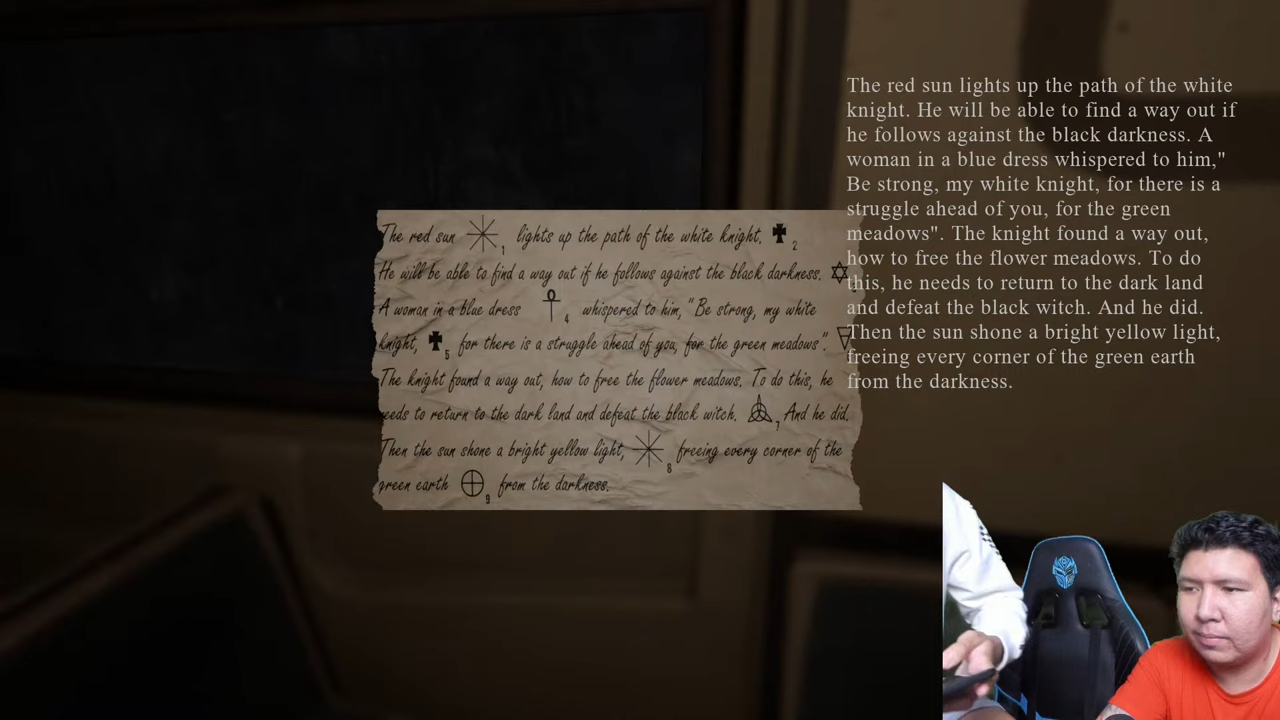 The red sun 1 lights up the path of the white knight. 2
He will be able to find a way out if he follows against the black darkness.
A woman in a blue dress 4 whispered to him, "Be strong, my white
knight, 5 for there is a struggle ahead of you, for the green meadows".
The knight found a way out, how to free the flower meadows. To do this, he
needs to return to the dark land and defeat the black witch. 7 And he did.
Then the sun shone a bright yellow light, 8 freeing every corner of the
green earth 9 from the darkness.
The red sun lights up the path of the white
knight. He will be able to find a way out if
he follows against the black darkness. A
woman in a blue dress whispered to him,"
Be strong, my white knight, for there is a
struggle ahead of you, for the green
meadows". The knight found a way out,
how to free the flower meadows. To do
this, he needs to return to the dark land
and defeat the black witch. And he did.
Then the sun shone a bright yellow light,
freeing every corner of the green earth
from the darkness.